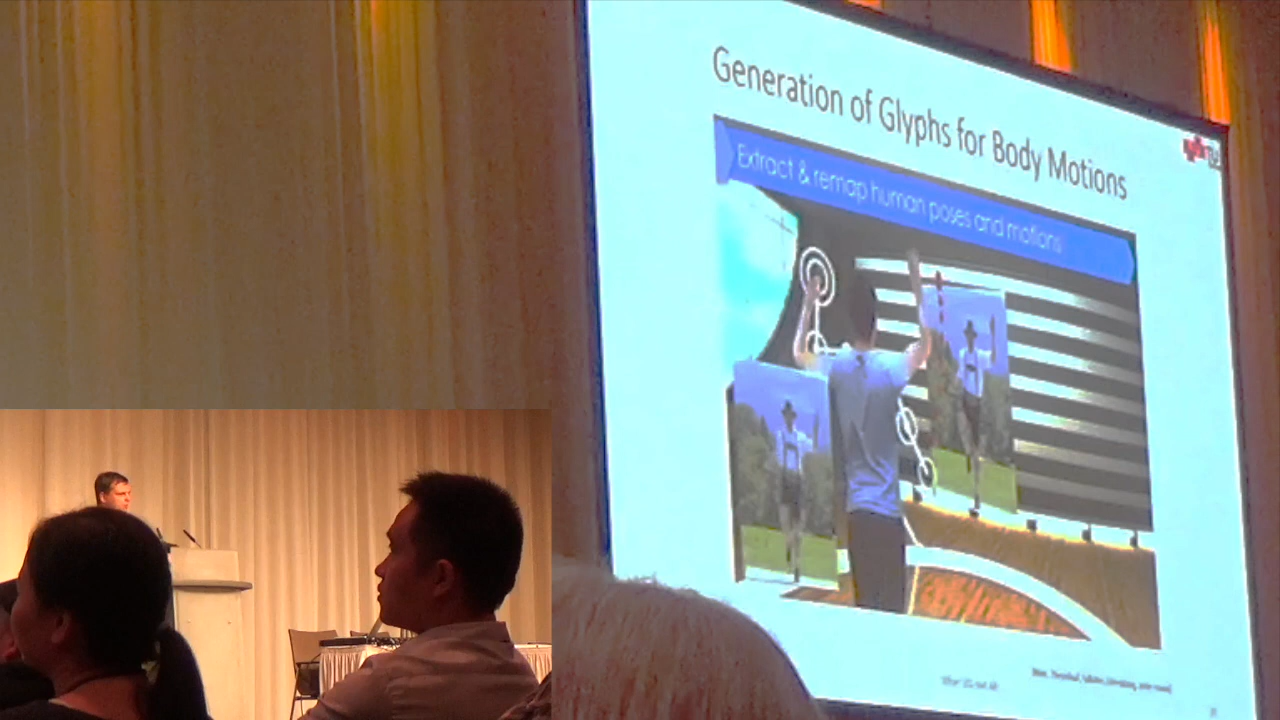 Generation of Glyphs for Body Motions
Extract & remap human poses and motions